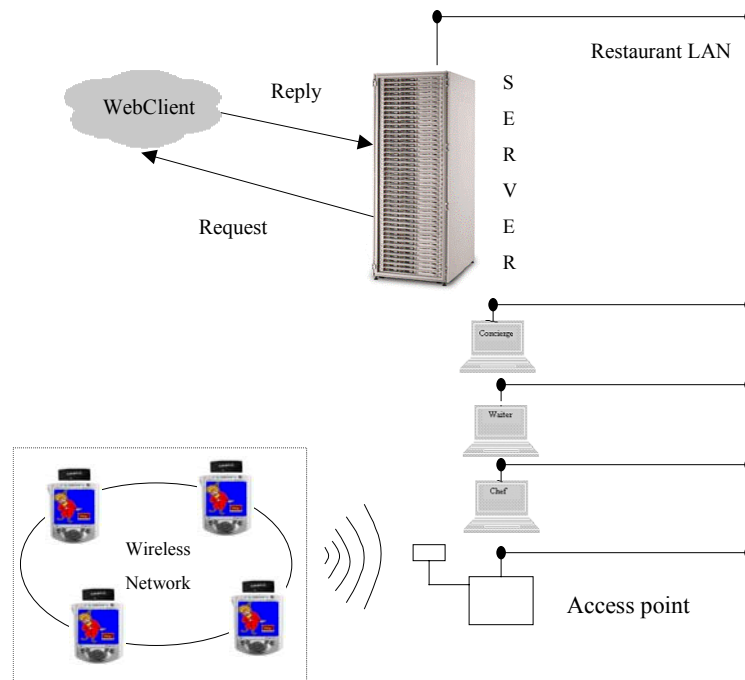 Restaurant LAN
WebClient
Reply
Request
S
E
R
V
E
R
Concierge
Waiter
Chef
Wireless
Network
Access point